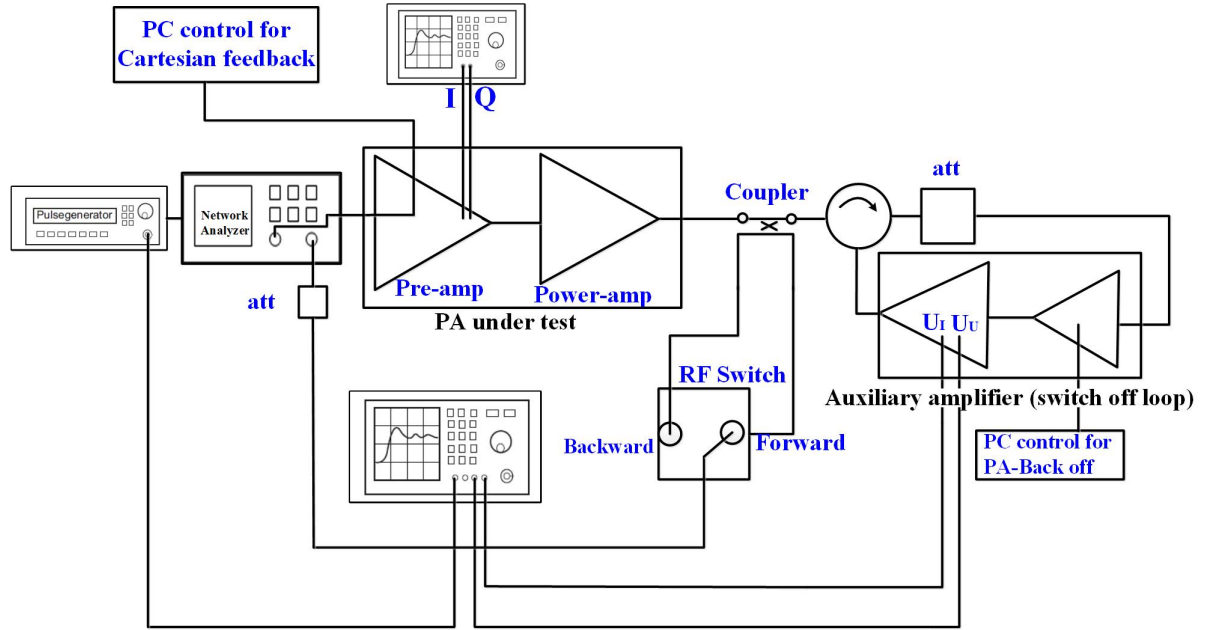 PC control for
Cartesian feedback
I Q
Pulsegenerator
Network
Analyzer
att
Pre-amp
Power-amp
PA under test
Coupler
att
UI UU
Auxiliary amplifier (switch off loop)
PC control for
PA-Back off
RF Switch
Backward
Forward